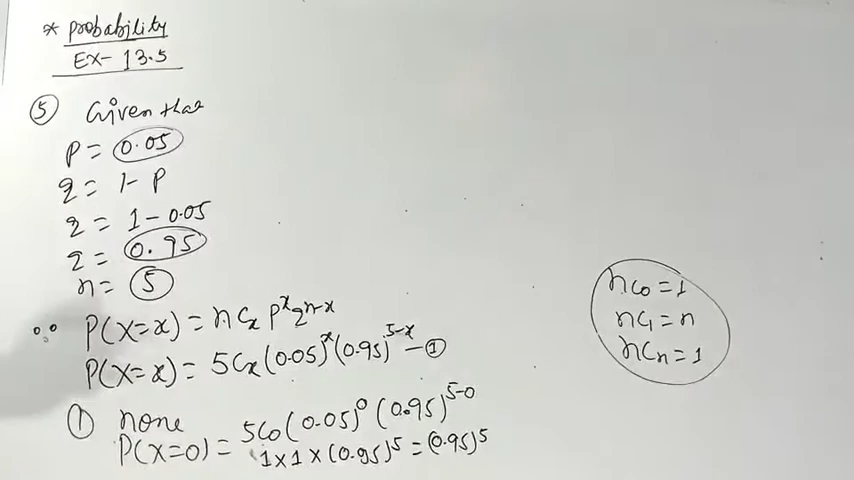 * probability
Ex- 13.5
⑤ Given that
P = 0.05
q = 1- P
q = 1 - 0.05
q = 0.95
n = 5
∴ P(X=x) = nCx P^x q^n-x
P(X=x) = 5Cx (0.05)^x (0.95)^5-x - ①
① none
P(X=0) = 5C0 (0.05)^0 (0.95)^5-0
1 x 1 x (0.95)^5 = (0.95)^5
nC0 = 1
nC1 = n
nCn = 1